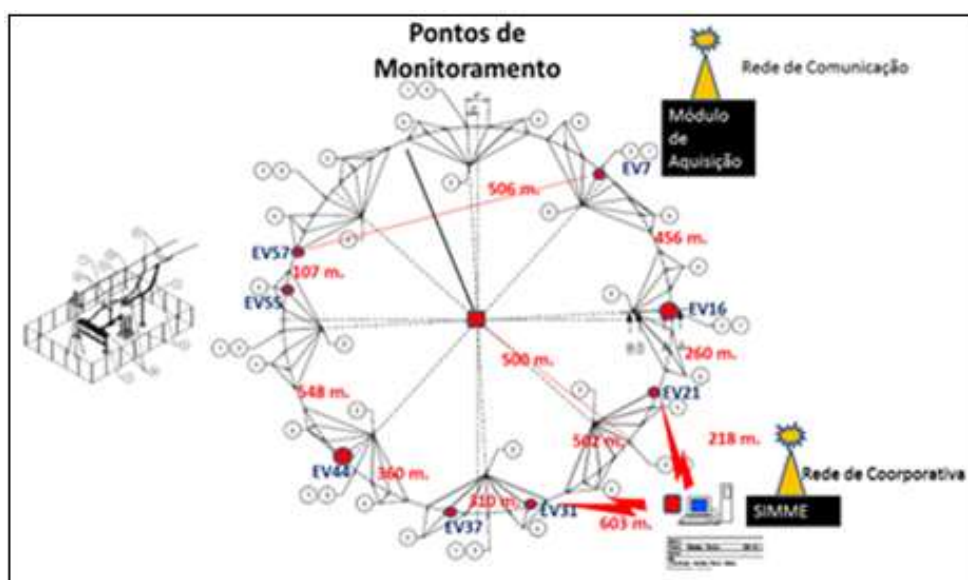 Pontos de
Monitoramento
Rede de Comunicação
Módulo
de
Aquisição
EV7
506 m.
456 m.
EV57
107 m.
EV55
EV16
260 m.
500 m.
EV21
548 m.
502 m.
218 m.
Rede de Coorporativa
EV44
360 m.
310 m.
EV37
EV31
603 m.
SIMME